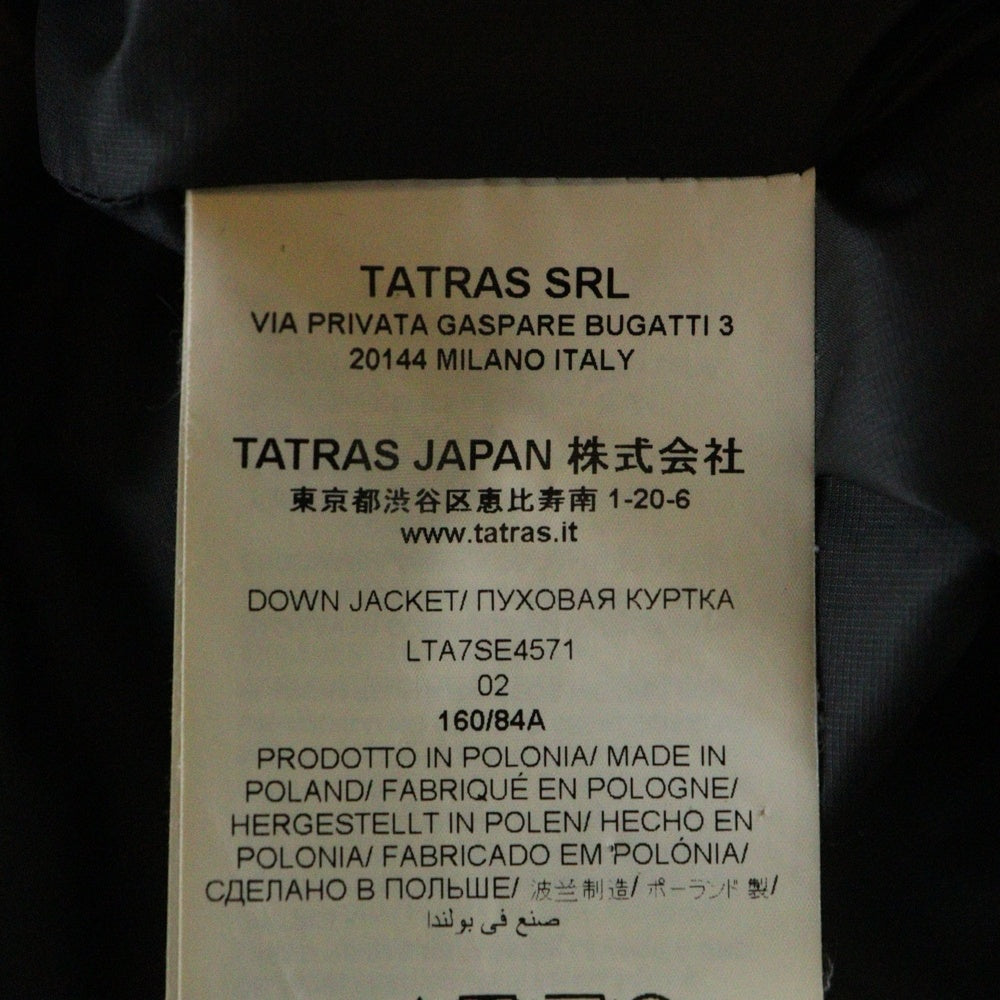 TATRAS SRL
VIA PRIVATA GASPARE BUGATTI 3
20144 MILANO ITALY
TATRAS JAPAN 株式会社
東京都渋谷区恵比寿南 1-20-6
www.tatras.it
DOWN JACKET/ ПУХОВАЯ КУРТКА
LTA7SE4571
02
160/84A
PRODOTTO IN POLONIA/ MADE IN
POLAND/ FABRIQUÉ EN POLOGNE/
HERGESTELLT IN POLEN/ HECHO EN
POLONIA/ FABRICADO EM POLÓNIA/
СДЕЛАНО В ПОЛЬШЕ/ 波兰制造/ ポーランド製/
صنع في بولندا